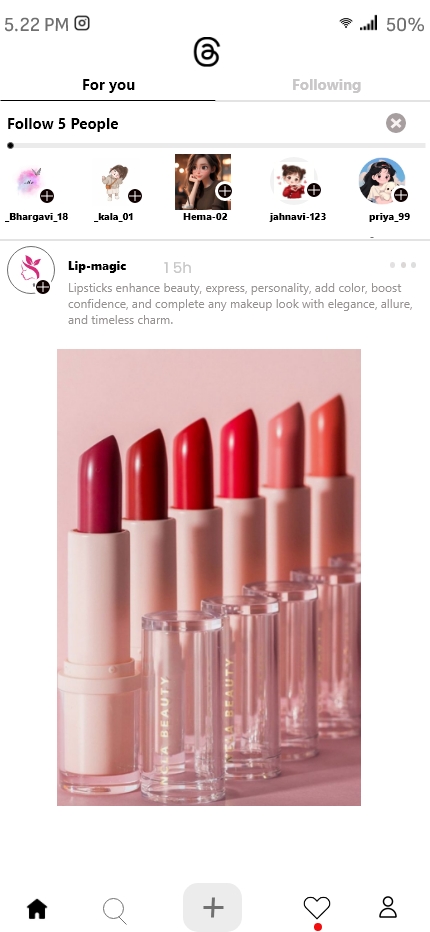 5.22 PM 50%
For you Following
Follow 5 People
_Bhargavi_18 _kala_01 Hema-02 jahnavi-123 priya_99
Lip-magic 15h
Lipsticks enhance beauty, express, personality, add color, boost
confidence, and complete any makeup look with elegance, allure,
and timeless charm.
BEAUTY
BEAUTY